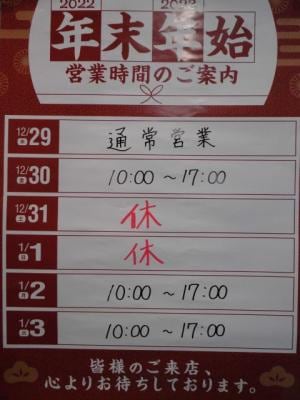 2022 2023
年末年始
営業時間のご案内
12/29 通常営業
12/30 10:00 〜 17:00
12/31 休
1/1 休
1/2 10:00 〜 17:00
1/3 10:00 〜 17:00
皆様のご来店、
心よりお待ちしております。